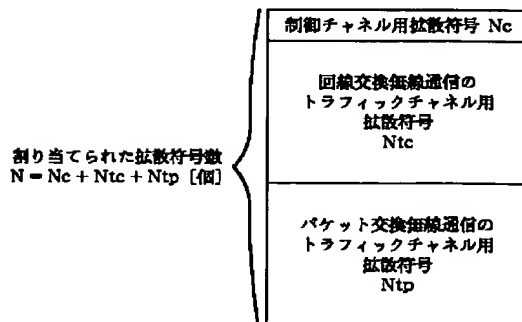 制御チャネル用拡散符号 Nc
回線交換無線通信の
トラフィックチャネル用
拡散符号
Ntc
割り当てられた拡散符号数
N = Nc + Ntc + Ntp [個]
パケット交換無線通信の
トラフィックチャネル用
拡散符号
Ntp